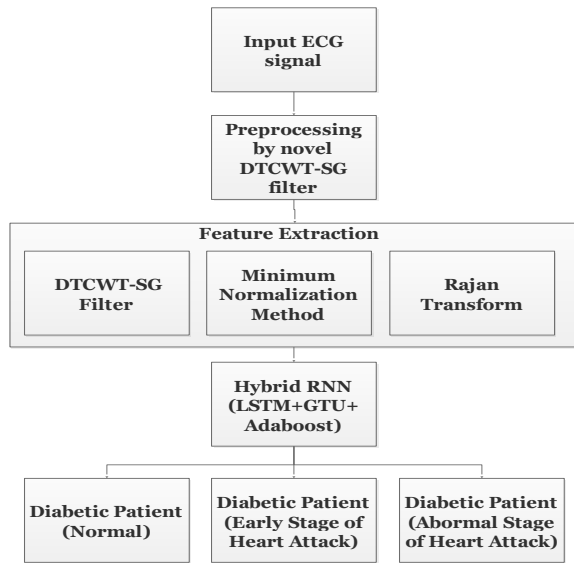 Input ECG
signal
Preprocessing
by novel
DTCWT-SG
filter
Feature Extraction
DTCWT-SG
Filter
Minimum
Normalization
Method
Rajan
Transform
Hybrid RNN
(LSTM+GTU+
Adaboost)
Diabetic Patient
(Normal)
Diabetic Patient
(Early Stage of
Heart Attack)
Diabetic Patient
(Abormal Stage
of Heart Attack)